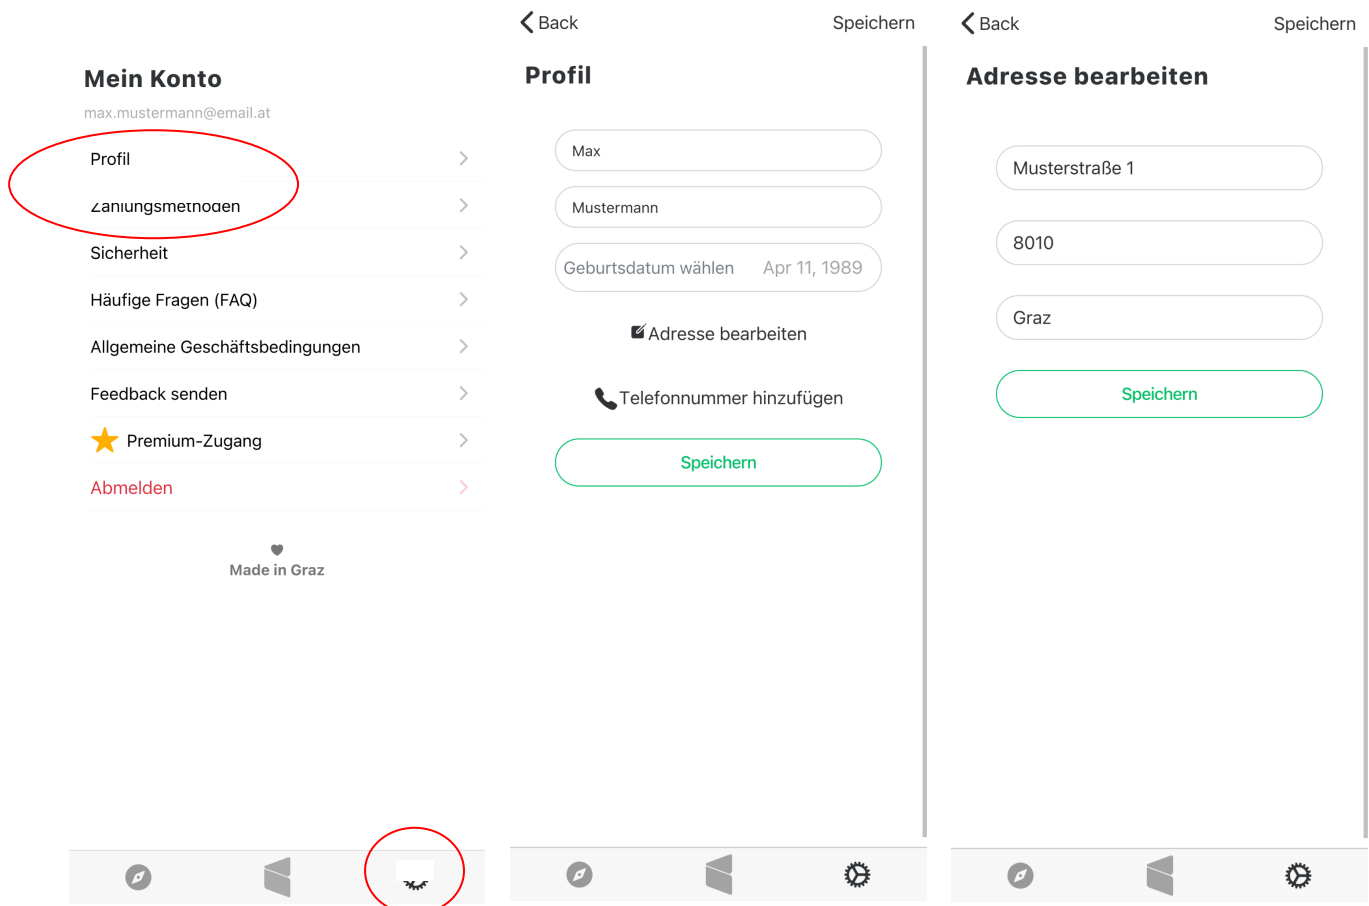 Mein Konto
max.mustermann@email.at
Profil
Zahlungsmethoden
Sicherheit
Häufige Fragen (FAQ)
Allgemeine Geschäftsbedingungen
Feedback senden
Premium-Zugang
Abmelden
Made in Graz
Back
Speichern
Profil
Max
Mustermann
Geburtsdatum wählen Apr 11, 1989
Adresse bearbeiten
Telefonnummer hinzufügen
Speichern
Back
Speichern
Adresse bearbeiten
Musterstraße 1
8010
Graz
Speichern